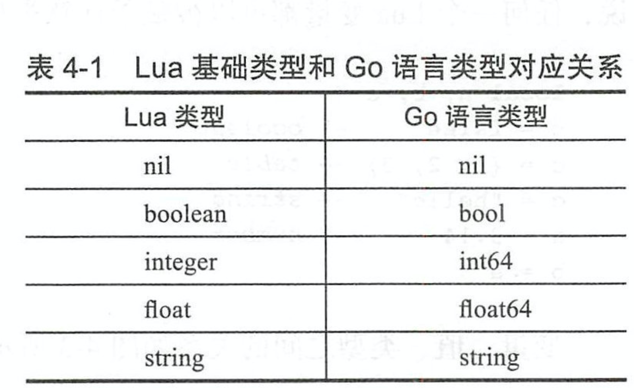 表 4-1 Lua 基础类型和 Go 语言类型对应关系
Lua 类型 Go 语言类型
nil nil
boolean bool
integer int64
float float64
string string